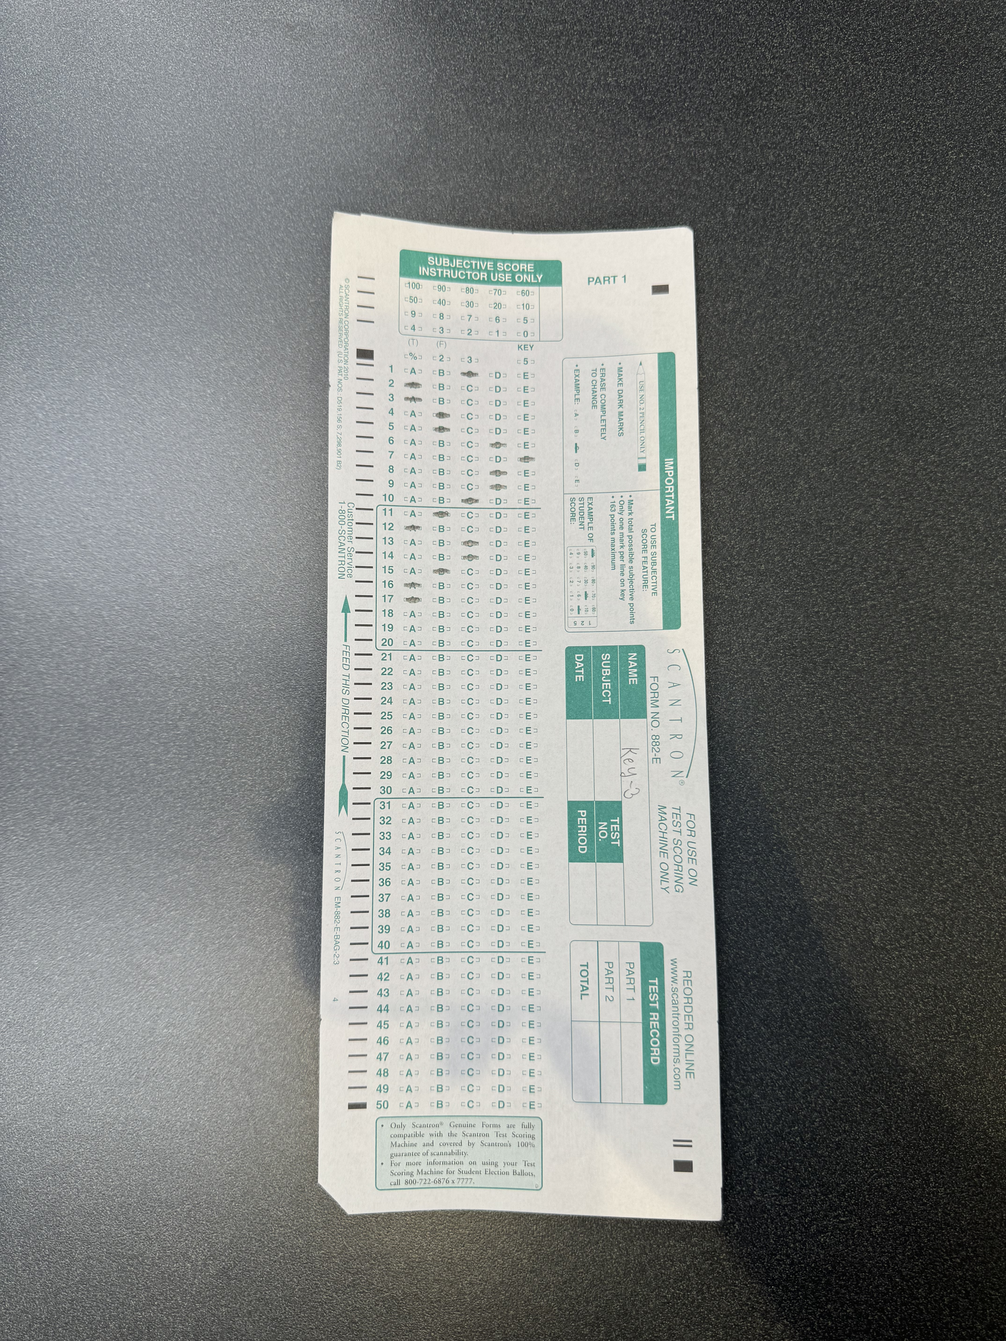 SUBJECTIVE SCORE
INSTRUCTOR USE ONLY
100 90 80 70 60
50 40 30 20 10
9 8 7 6 5
4 3 2 1 0
(T) (F) KEY
% 2 3 5
1 A B D E
2 B C D E
3 B C D E
4 A C D E
5 A C D E
6 A B C E
7 A B C D
8 A B C E
9 A B C E
10 A B D E
11 A C D E
12 B C D E
13 A B D E
14 A B D E
15 A C D E
16 B C D E
17 B C D E
18 A B C D E
19 A B C D E
20 A B C D E
21 A B C D E
22 A B C D E
23 A B C D E
24 A B C D E
25 A B C D E
26 A B C D E
27 A B C D E
28 A B C D E
29 A B C D E
30 A B C D E
31 A B C D E
32 A B C D E
33 A B C D E
34 A B C D E
35 A B C D E
36 A B C D E
37 A B C D E
38 A B C D E
39 A B C D E
40 A B C D E
41 A B C D E
42 A B C D E
43 A B C D E
44 A B C D E
45 A B C D E
46 A B C D E
47 A B C D E
48 A B C D E
49 A B C D E
50 A B C D E
• Only Scantron® Genuine Forms are fully
compatible with the Scantron Test Scoring
Machine and covered by Scantron's 100%
guarantee of scannability.
• For more information on using your Test
Scoring Machine for Student Election Ballots,
call 800-722-6876 x 7777.
PART 1
IMPORTANT
USE NO. 2 PENCIL ONLY
• MAKE DARK MARKS
• ERASE COMPLETELY
TO CHANGE
• EXAMPLE: A B D E
TO USE SUBJECTIVE
SCORE FEATURE:
• Mark total possible subjective points
• Only one mark per line on key
• 163 points maximum
EXAMPLE OF
STUDENT
SCORE:
SCANTRON®
FORM NO. 882-E
FOR USE ON
TEST SCORING
MACHINE ONLY
NAME Key-3
SUBJECT
TEST
NO.
DATE
PERIOD
REORDER ONLINE
www.scantronforms.com
TEST RECORD
PART 1
PART 2
TOTAL
© SCANTRON CORPORATION 2010
ALL RIGHTS RESERVED.
Customer Service
1-800-SCANTRON
FEED THIS DIRECTION
SCANTRON EM-882-E-BAG-2:3
4